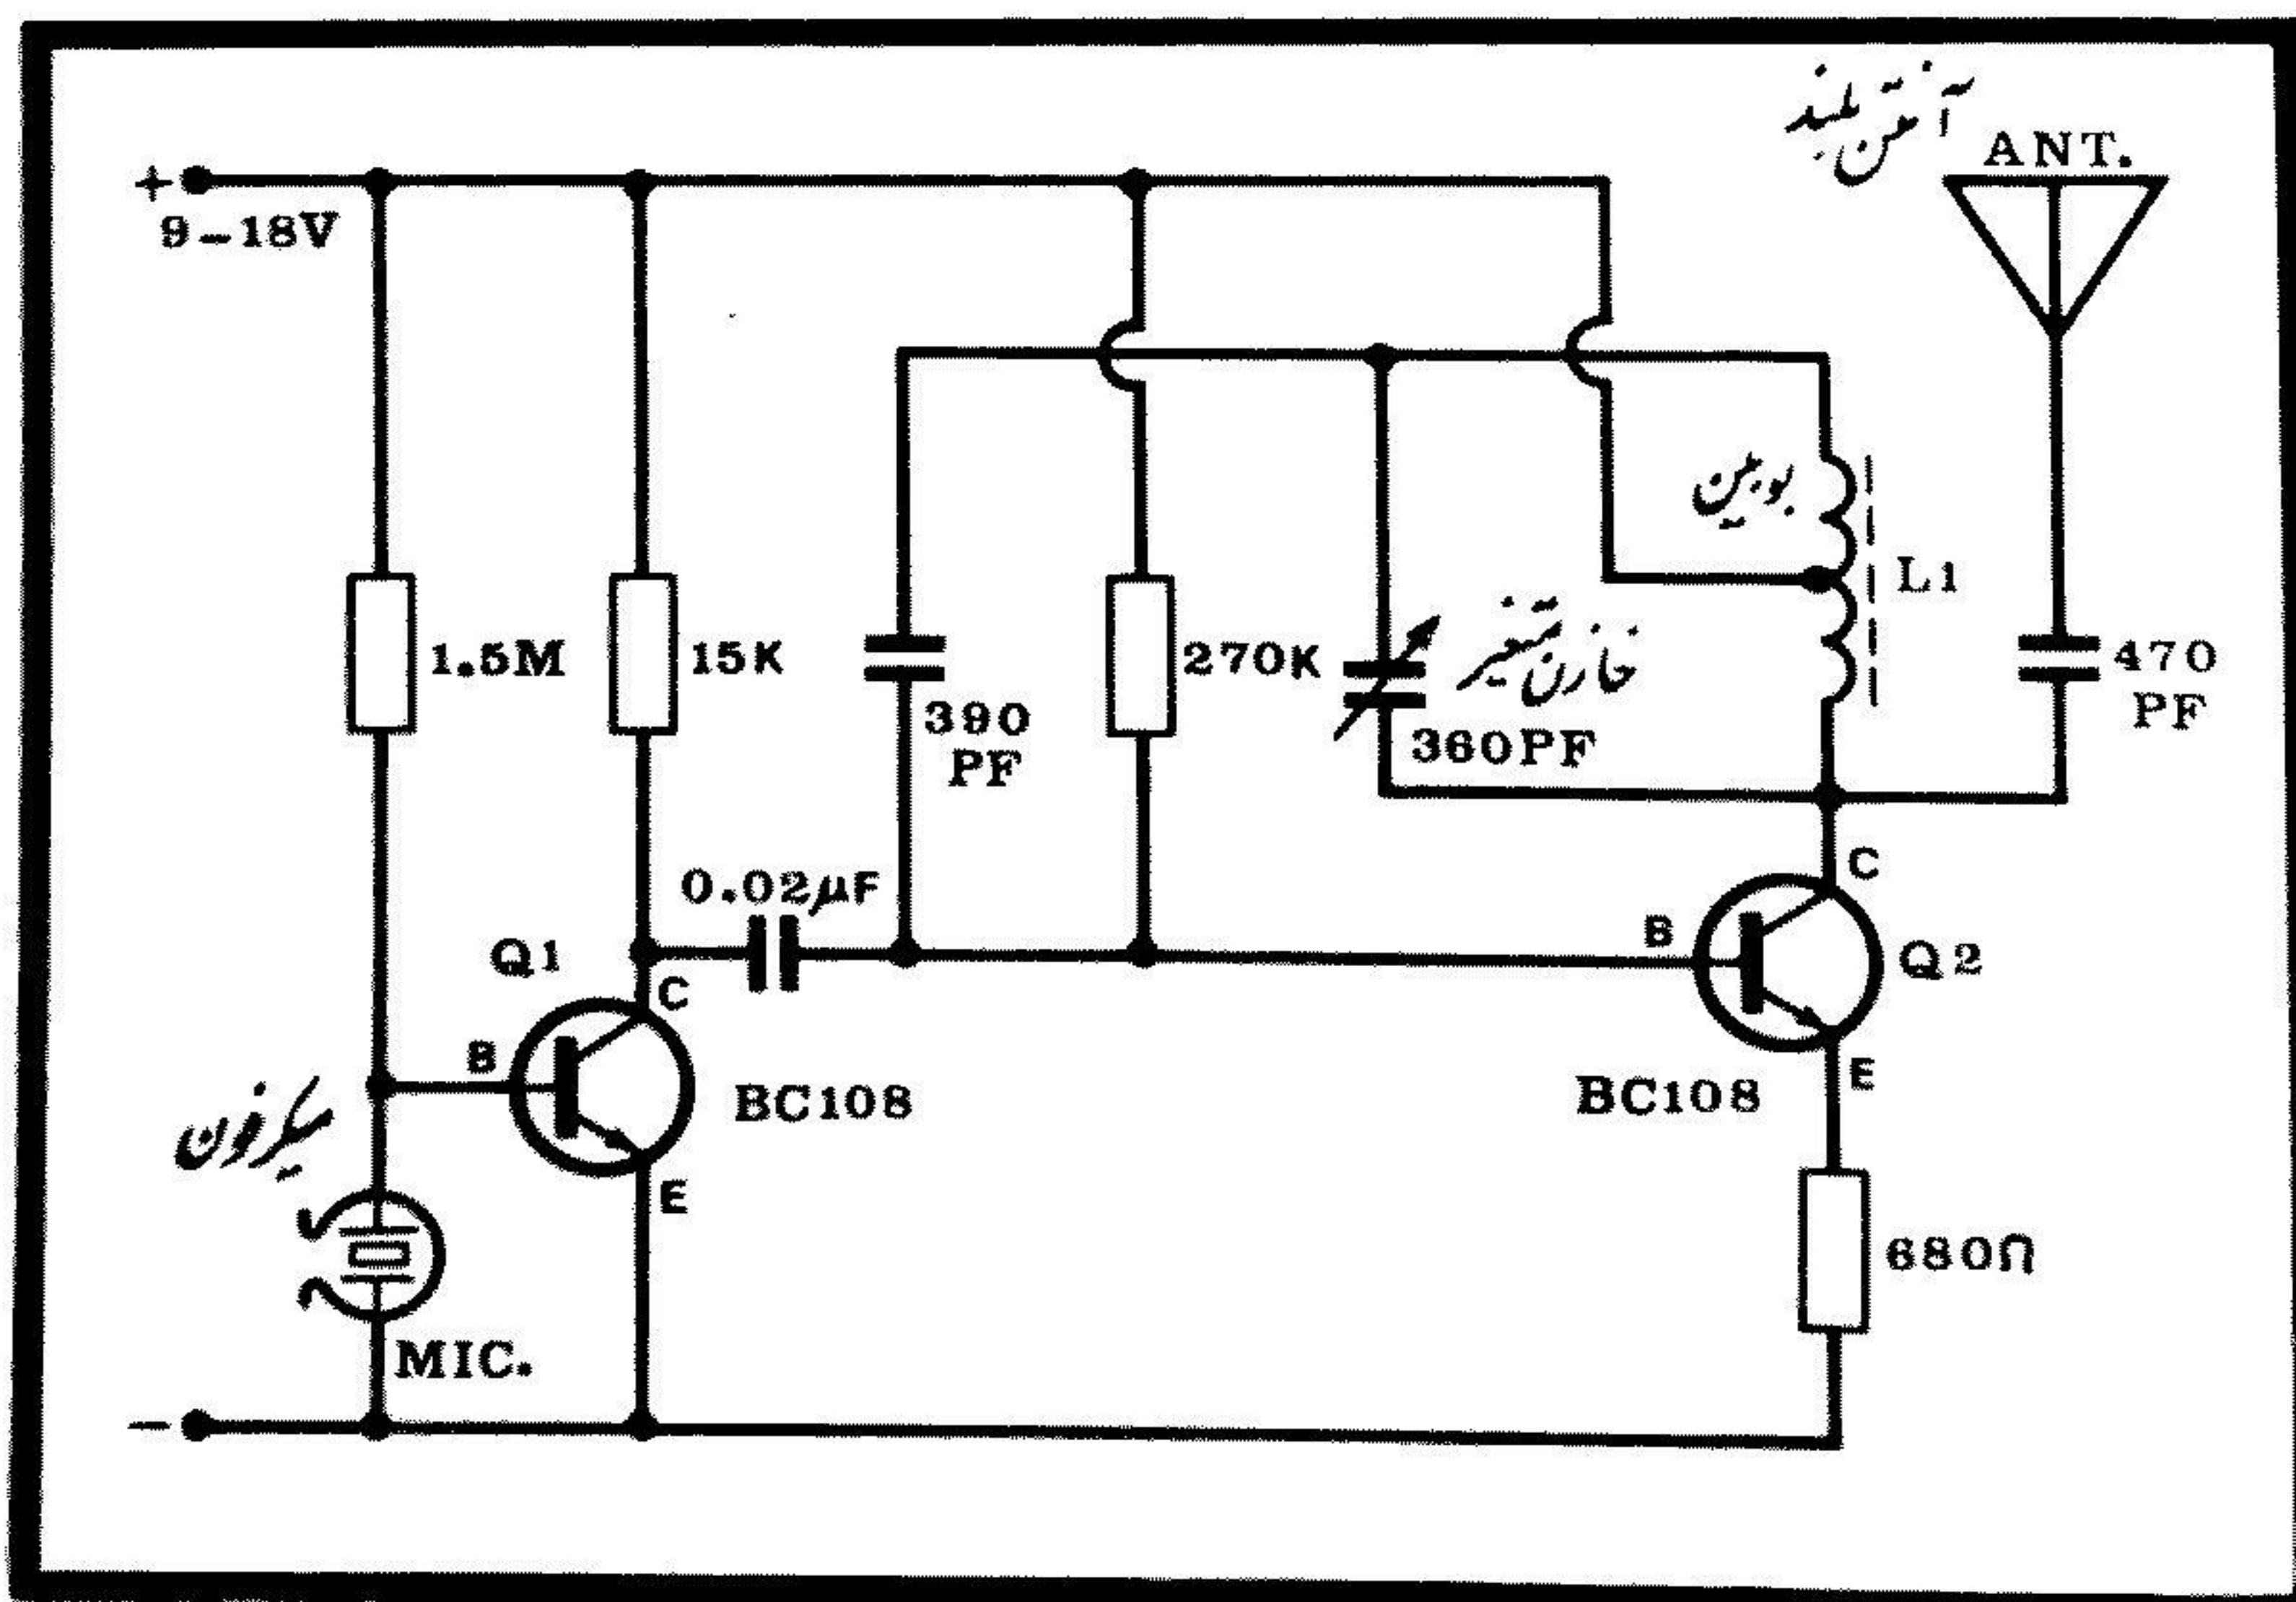 آنتن بلند
ANT.
+
9-18V
بوبین
L1
1.5M
15K
390
PF
270K
خازن متغیر
360PF
470
PF
0.02µF
Q1
C
B
E
BC108
میکرفون
MIC.
-
C
B
Q2
E
BC108
680Ω